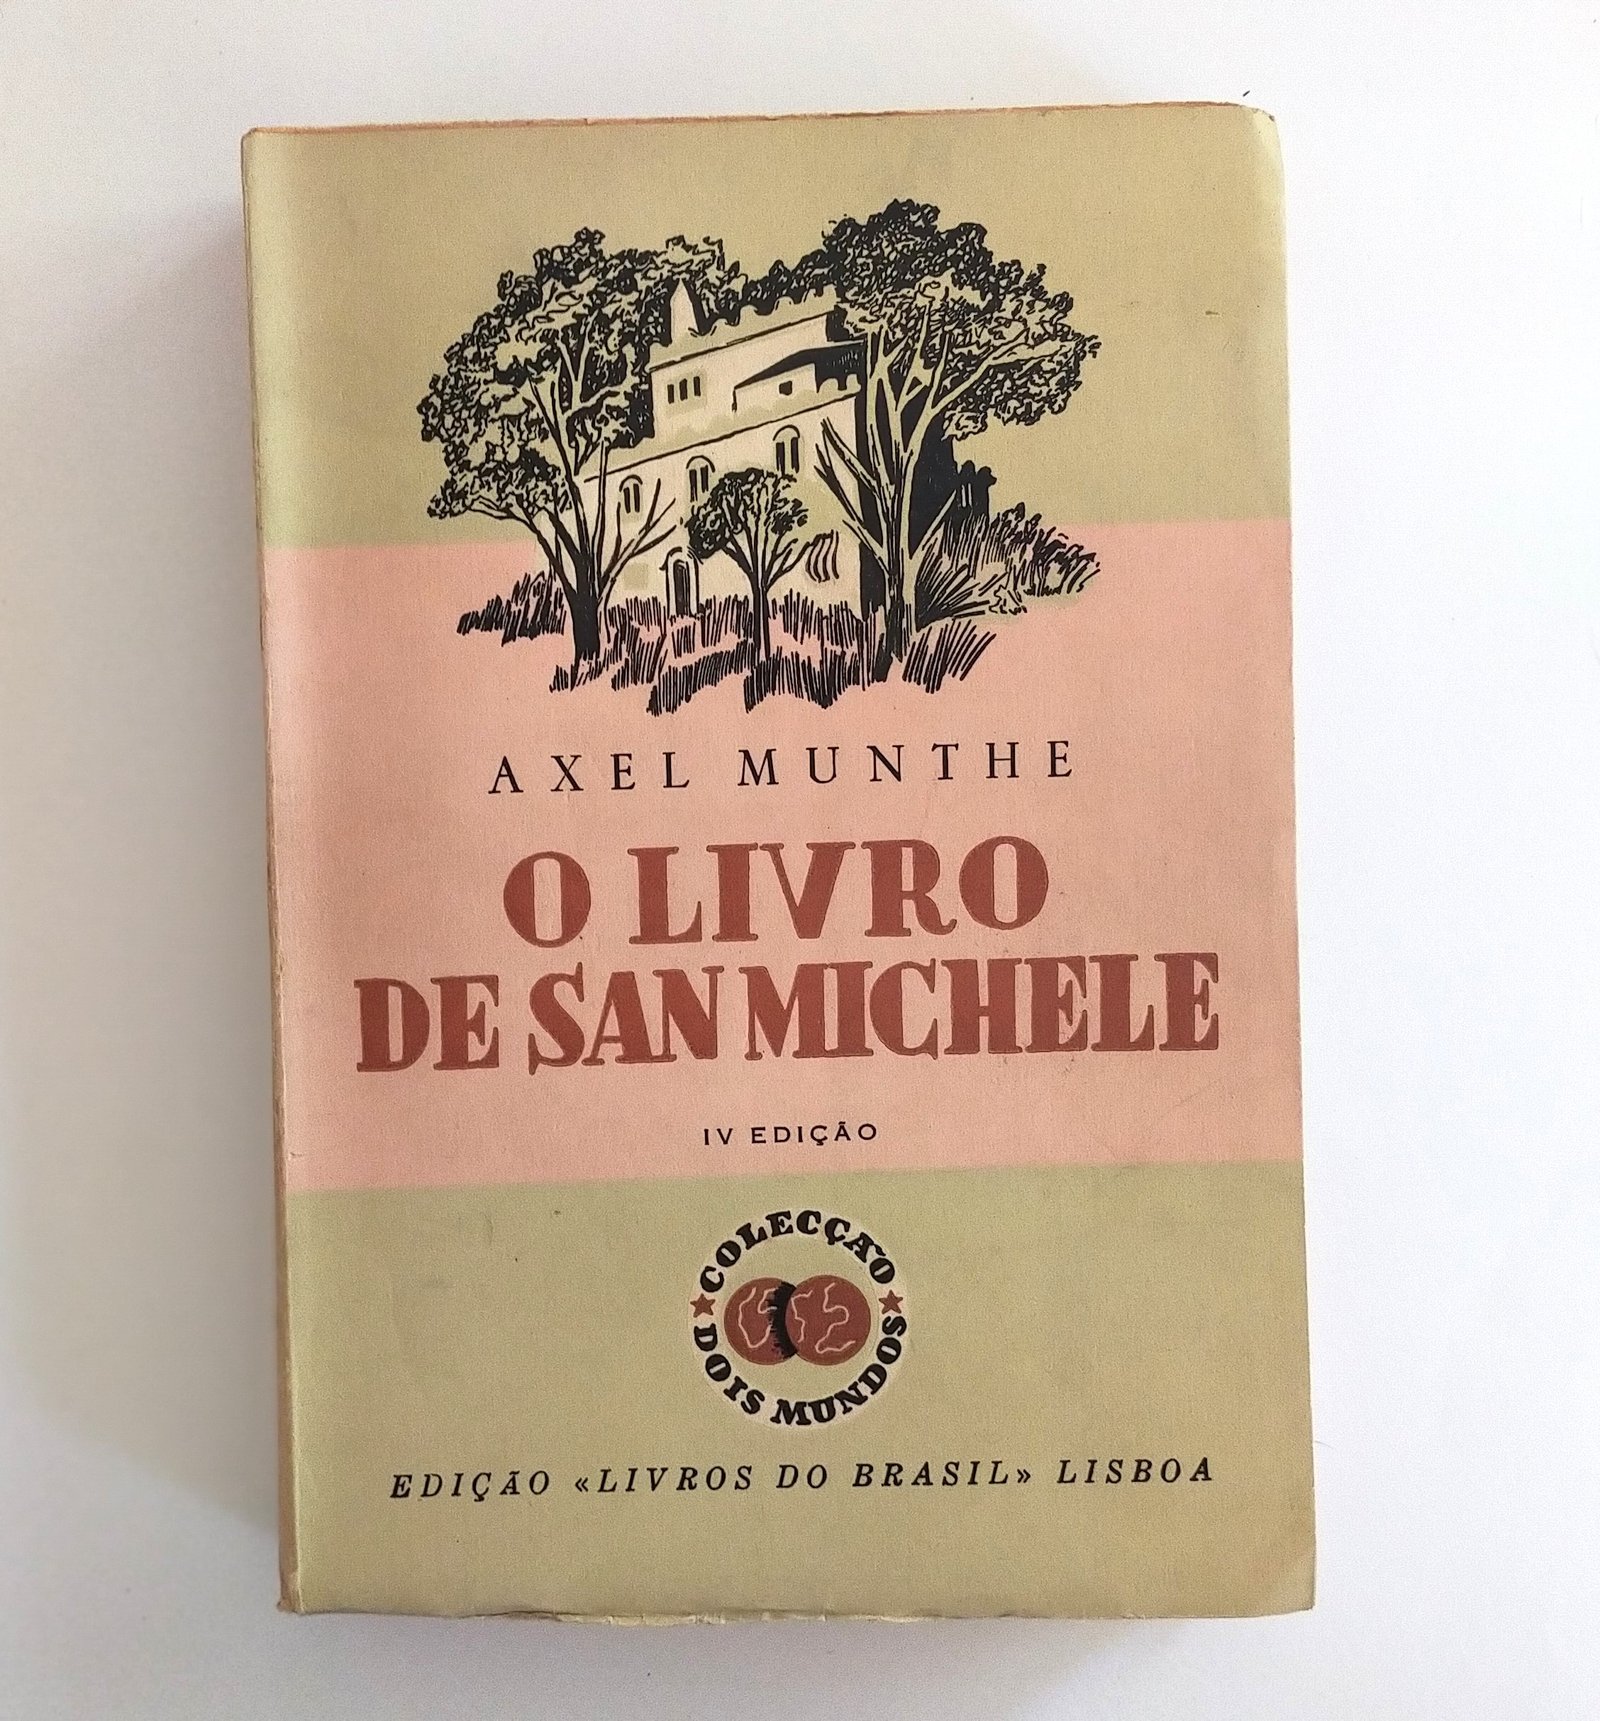 AXEL MUNTHE
O LIVRO
DE SAN MICHELE
IV EDIÇÃO
COLECÇÃO
DOIS MUNDOS
EDIÇÃO «LIVROS DO BRASIL» LISBOA